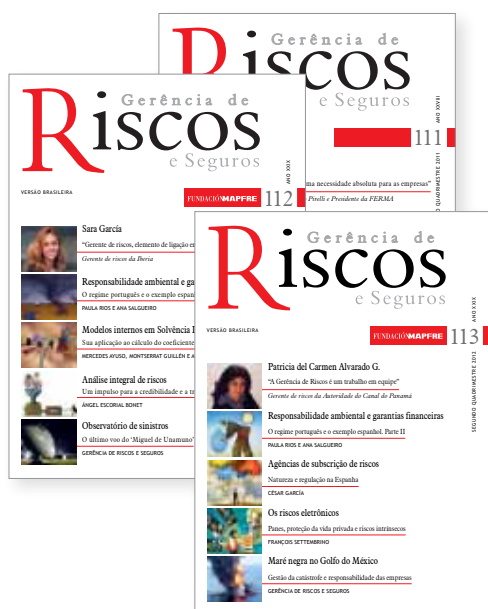 Gerência de
Riscos
e Seguros
111
ANO XXVIII
QUADRIMESTRE 2011
ma necessidade absoluta para as empresas”
Pirelli e Presidente da FERMA
Gerência de
Riscos
e Seguros
VERSÃO BRASILEIRA
FUNDACIÓN MAPFRE
112
ANO XXIX
Sara García
“Gerente de riscos, elemento de ligação
Gerente de riscos da Iberia
Responsabilidade ambiental e
O regime português e o exemplo
PAULA RIOS E ANA SALGUEIRO
Modelos internos em Solvência
Sua aplicação ao cálculo do coeficiente
MERCEDES AYUSO, MONTSERRAT GUILLÉN E
Análise integral de riscos
Um impulso para a credibilidade e a
ÁNGEL ESCORIAL BONET
Observatório de sinistros
O último voo do ‘Miguel de Unamuno’
GERÊNCIA DE RISCOS E SEGUROS
Gerência de
Riscos
e Seguros
VERSÃO BRASILEIRA
FUNDACIÓN MAPFRE
113
SEGUNDO QUADRIMESTRE 2012 ANO XXIX
Patricia del Carmen Alvarado G.
“A Gerência de Riscos é um trabalho em equipe”
Gerente de riscos da Autoridade do Canal do Panamá
Responsabilidade ambiental e garantias financeiras
O regime português e o exemplo espanhol. Parte II
PAULA RIOS E ANA SALGUEIRO
Agências de subscrição de riscos
Natureza e regulação na Espanha
CÉSAR GARCÍA
Os riscos eletrônicos
Panes, proteção da vida privada e riscos intrínsecos
FRANÇOIS SETTEMBRINO
Maré negra no Golfo do México
Gestão da catástrofe e responsabilidade das empresas
GERÊNCIA DE RISCOS E SEGUROS